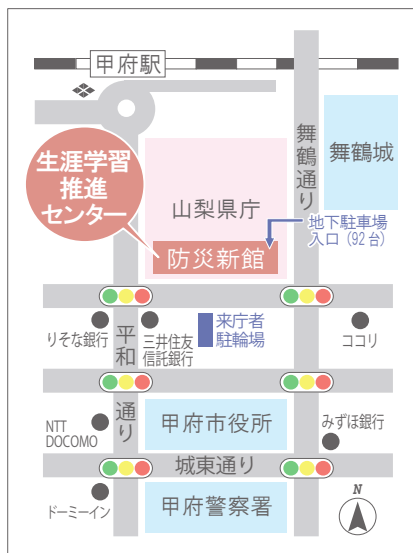 甲府駅
生涯学習
推進
センター
山梨県庁
防災新館
舞鶴通り
舞鶴城
地下駐車場
入口（92台）
りそな銀行
平和
三井住友
信託銀行
来庁者
駐輪場
ココリ
NTT
DOCOMO
通り
甲府市役所
みずほ銀行
城東通り
ドーミーイン
甲府警察署
N